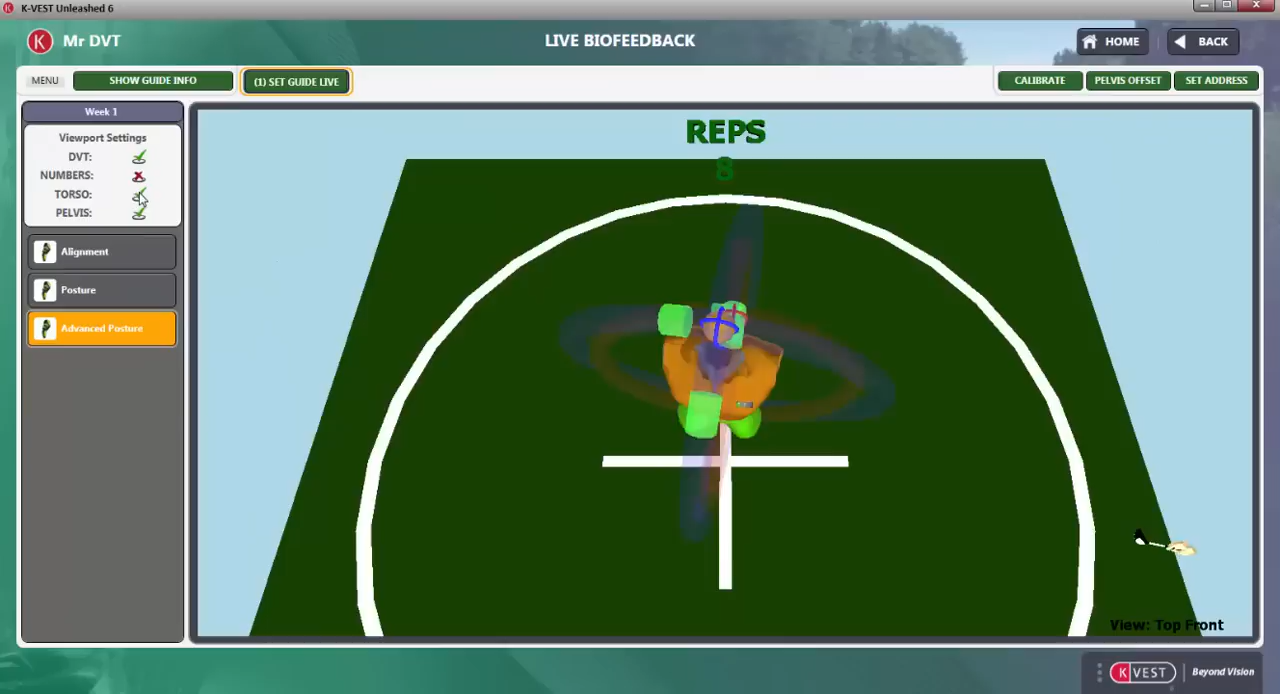 K-VEST Unleashed 6
K Mr DVT
LIVE BIOFEEDBACK
HOME
BACK
MENU
SHOW GUIDE INFO
(1) SET GUIDE LIVE
CALIBRATE
PELVIS OFFSET
SET ADDRESS
Week 1
Viewport Settings
DVT:
NUMBERS:
TORSO:
PELVIS:
Alignment
Posture
Advanced Posture
REPS
8
View: Top Front
K VEST Beyond Vision